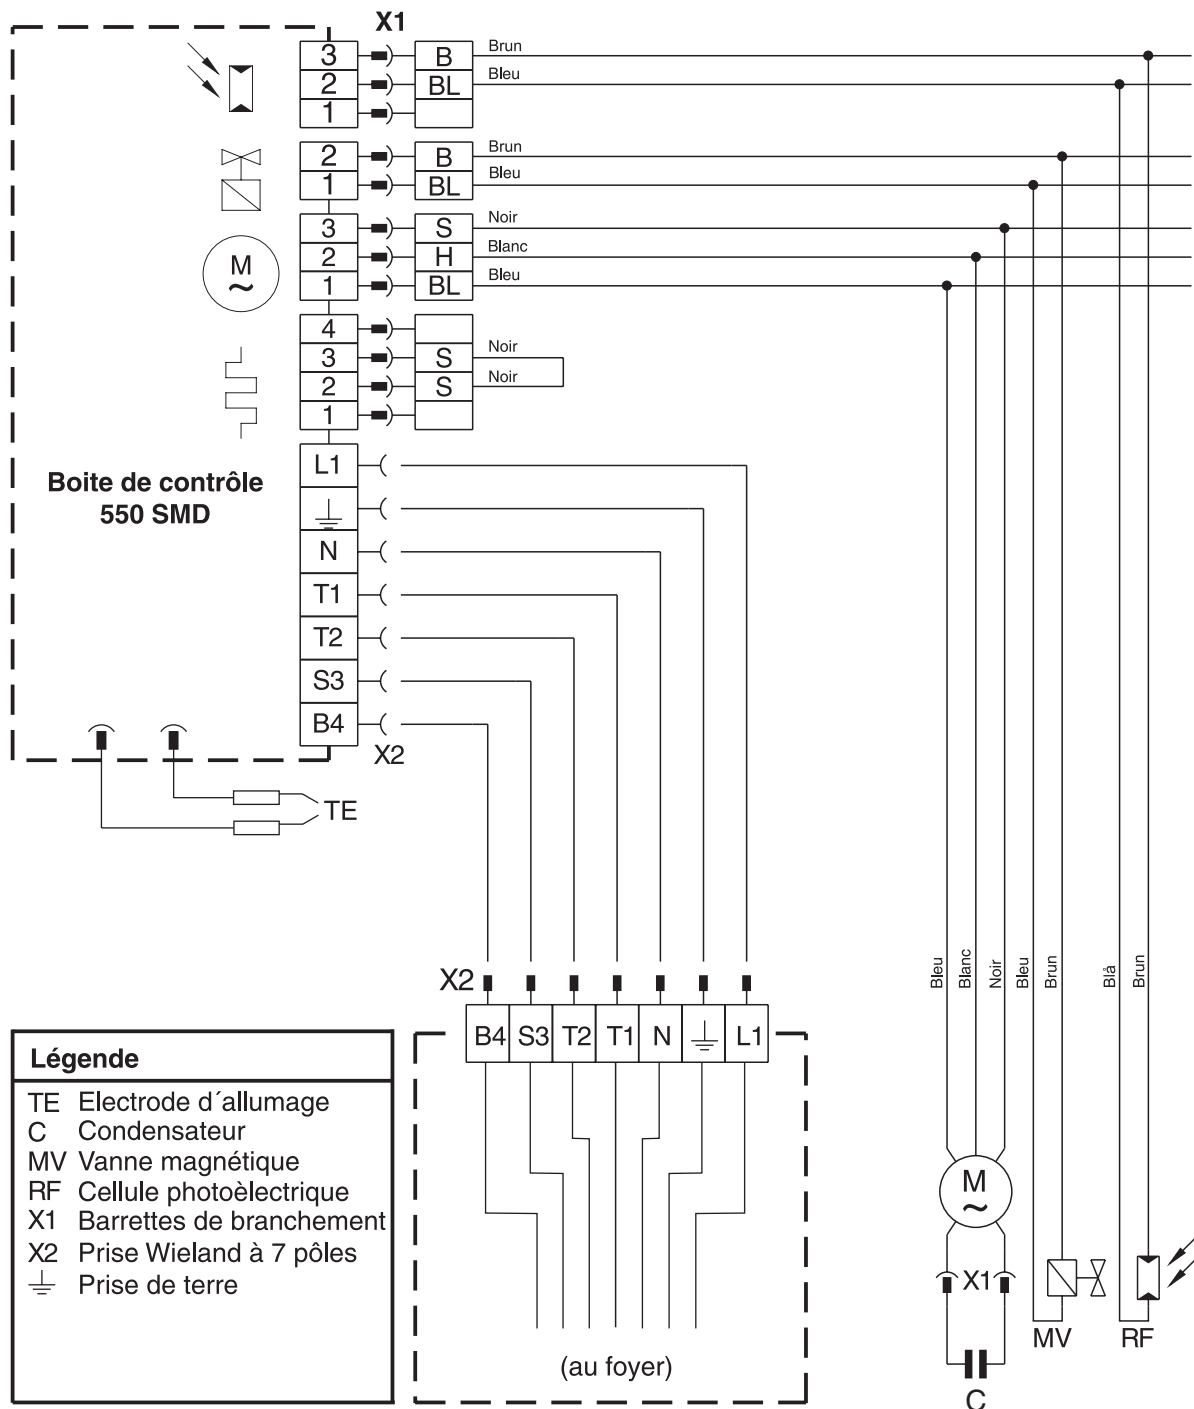 X1
3 B Brun
2 BL Bleu
1
2 B Brun
1 BL Bleu
3 S Noir
2 H Blanc
1 BL Bleu
M
~
4
3 S Noir
2 S Noir
1
Boite de contrôle
550 SMD
L1
N
T1
T2
S3
B4
X2
TE
Bleu
Blanc
Noir
Bleu
Brun
Blå
Brun
X2
B4 S3 T2 T1 N L1
(au foyer)
M
~
X1
MV
RF
C
Légende
TE Electrode d´allumage
C Condensateur
MV Vanne magnétique
RF Cellule photoèlectrique
X1 Barrettes de branchement
X2 Prise Wieland à 7 pôles
⏚ Prise de terre